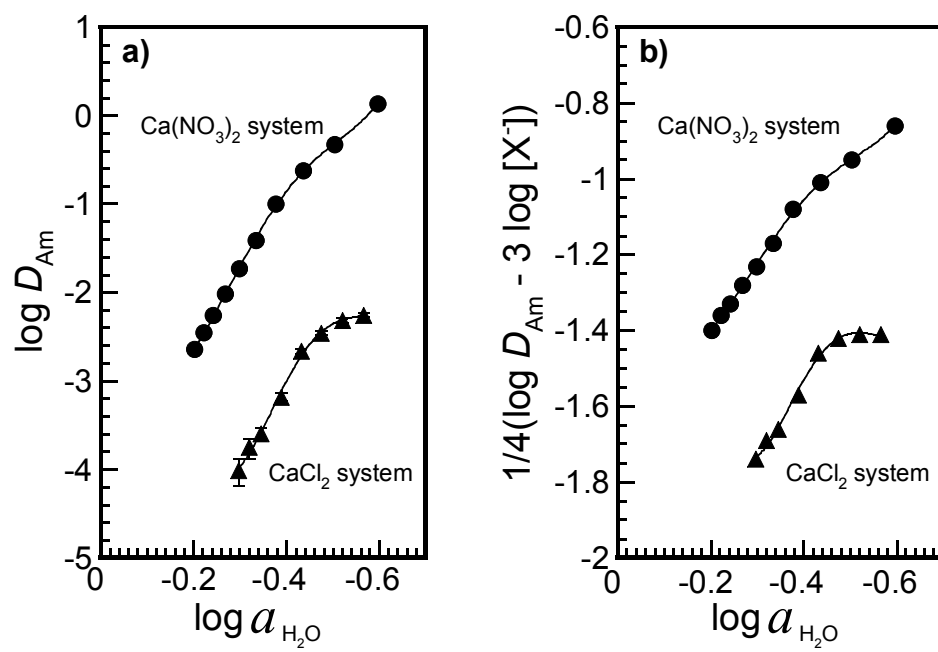 a)
Ca(NO₃)₂ system
CaCl₂ system
log D_Am
1
0
-1
-2
-3
-4
-5
0 -0.2 -0.4 -0.6
log a_H₂O
b)
Ca(NO₃)₂ system
CaCl₂ system
1/4(log D_Am - 3 log [X⁻])
-0.6
-0.8
-1
-1.2
-1.4
-1.6
-1.8
-2
0 -0.2 -0.4 -0.6
log a_H₂O